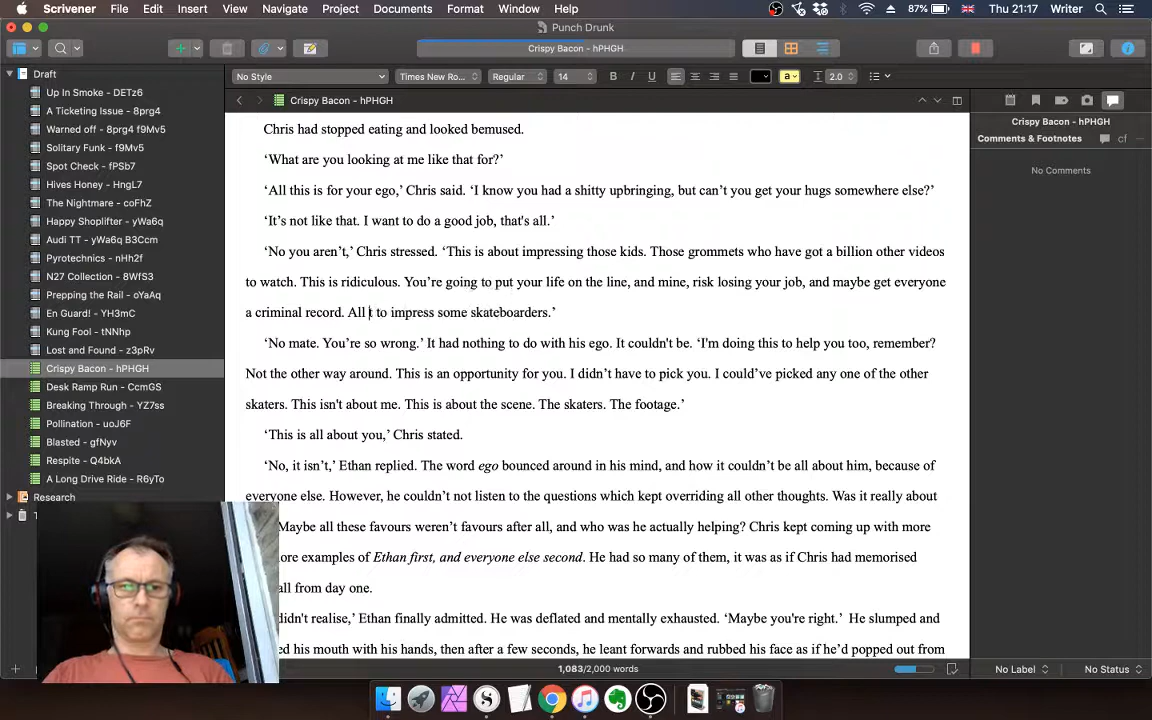 Scrivener File Edit Insert View Navigate Project Documents Format Window Help 87% Thu 21:17 Writer
Punch Drunk
Crispy Bacon - hPHGH
No Style Times New Ro... Regular 14 B I U a 2.0
Draft
Up In Smoke - DETz6
A Ticketing Issue - 8prg4
Warned off - 8prg4 f9Mv5
Solitary Funk - f9Mv5
Spot Check - fPSb7
Hives Honey - HngL7
The Nightmare - coFhZ
Happy Shoplifter - yWa6q
Audi TT - yWa6q B3Ccm
Pyrotechnics - nHh2f
N27 Collection - 8WfS3
Prepping the Rail - oYaAq
En Guard! - YH3mC
Kung Fool - tNNhp
Lost and Found - z3pRv
Crispy Bacon - hPHGH
Desk Ramp Run - CcmGS
Breaking Through - YZ7ss
Pollination - uoJ6F
Blasted - gfNyv
Respite - Q4bkA
A Long Drive Ride - R6yTo
Research
T
Crispy Bacon - hPHGH
Chris had stopped eating and looked bemused.
‘What are you looking at me like that for?’
‘All this is for your ego,’ Chris said. ‘I know you had a shitty upbringing, but can’t you get your hugs somewhere else?’
‘It’s not like that. I want to do a good job, that's all.’
‘No you aren’t,’ Chris stressed. ‘This is about impressing those kids. Those grommets who have got a billion other videos
to watch. This is ridiculous. You’re going to put your life on the line, and mine, risk losing your job, and maybe get everyone
a criminal record. All t to impress some skateboarders.’
‘No mate. You’re so wrong.’ It had nothing to do with his ego. It couldn't be. ‘I'm doing this to help you too, remember?
Not the other way around. This is an opportunity for you. I didn’t have to pick you. I could’ve picked any one of the other
skaters. This isn't about me. This is about the scene. The skaters. The footage.’
‘This is all about you,’ Chris stated.
‘No, it isn’t,’ Ethan replied. The word ego bounced around in his mind, and how it couldn’t be all about him, because of
everyone else. However, he couldn’t not listen to the questions which kept overriding all other thoughts. Was it really about
Maybe all these favours weren’t favours after all, and who was he actually helping? Chris kept coming up with more
ore examples of Ethan first, and everyone else second. He had so many of them, it was as if Chris had memorised
all from day one.
didn't realise,’ Ethan finally admitted. He was deflated and mentally exhausted. ‘Maybe you're right.’ He slumped and
ed his mouth with his hands, then after a few seconds, he leant forwards and rubbed his face as if he’d popped out from
1,083/2,000 words
Crispy Bacon - hPHGH
Comments & Footnotes cf
No Comments
No Label No Status